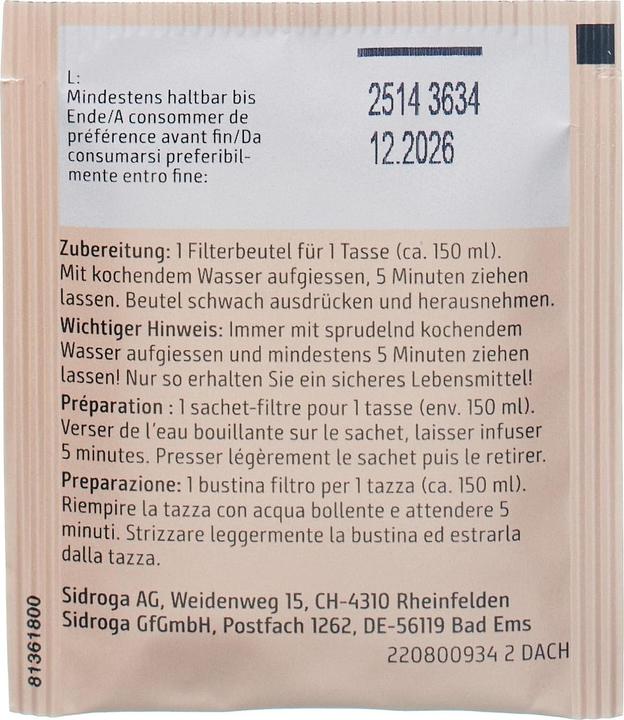 L:
Mindestens haltbar bis
Ende/A consommer de
préférence avant fin/Da
consumarsi preferibil-
mente entro fine:
2514 3634
12.2026
Zubereitung: 1 Filterbeutel für 1 Tasse (ca. 150 ml).
Mit kochendem Wasser aufgiessen, 5 Minuten ziehen
lassen. Beutel schwach ausdrücken und herausnehmen.
Wichtiger Hinweis: Immer mit sprudelnd kochendem
Wasser aufgiessen und mindestens 5 Minuten ziehen
lassen! Nur so erhalten Sie ein sicheres Lebensmittel!
Préparation : 1 sachet-filtre pour 1 tasse (env. 150 ml).
Verser de l'eau bouillante sur le sachet, laisser infuser
5 minutes. Presser légèrement le sachet puis le retirer.
Preparazione: 1 bustina filtro per 1 tazza (ca. 150 ml).
Riempire la tazza con acqua bollente e attendere 5
minuti. Strizzare leggermente la bustina ed estrarla
dalla tazza.
Sidroga AG, Weidenweg 15, CH-4310 Rheinfelden
Sidroga GfGmbH, Postfach 1262, DE-56119 Bad Ems
220800934 2 DACH
81361800